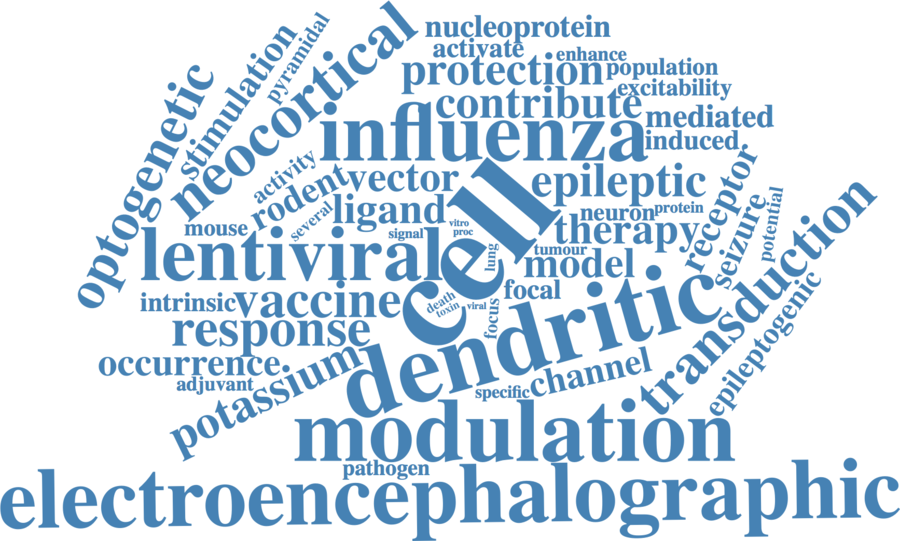 nucleoprotein
activate
enhance
protection
population
excitability
contribute
mediated
influenza
induced
pyramidal
stimulation
neocortical
optogenetic
activity
rodent
vector
epileptic
receptor
several
ligand
cell
neuron
protein
mouse
signal
vitro
proc
therapy
seizure
potential
lentiviral
lung
tumour
model
transduction
intrinsic
vaccine
death
toxin
viral
focus
focal
epileptogenic
response
dendritic
occurrence
adjuvant
potassium
specific
channel
modulation
pathogen
electroencephalographic